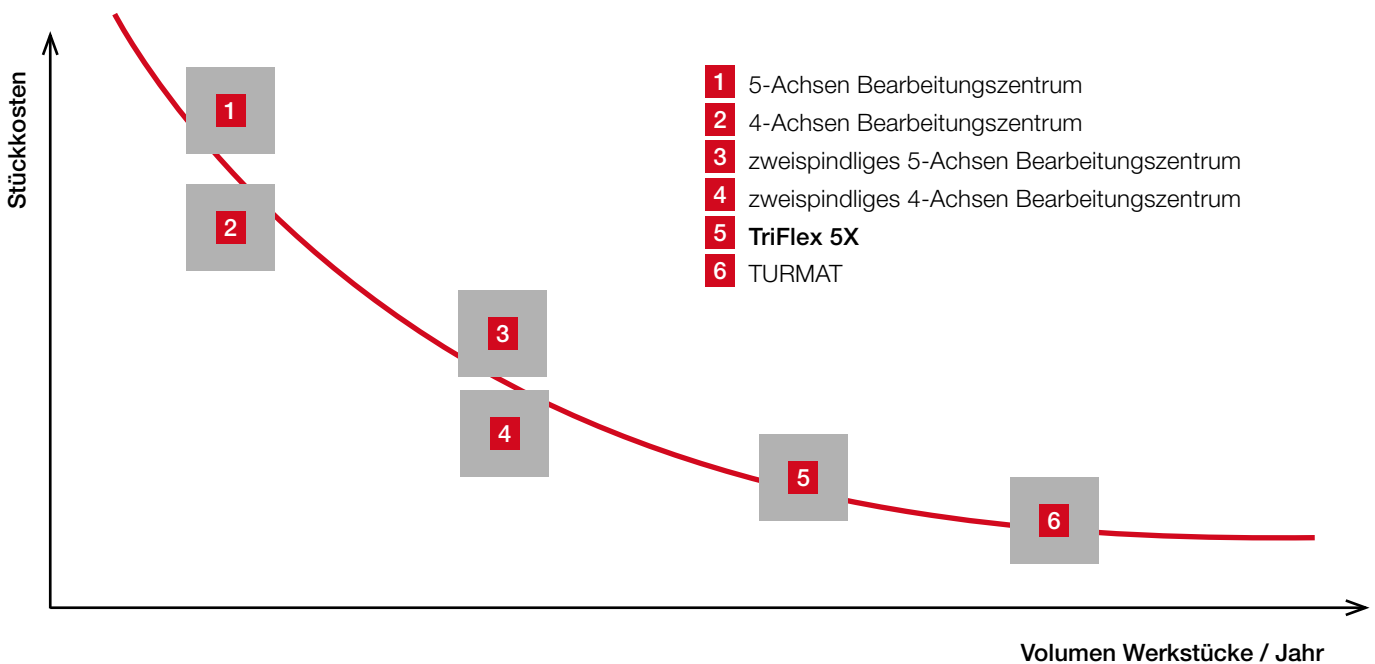 Stückkosten
1 5-Achsen Bearbeitungszentrum
2 4-Achsen Bearbeitungszentrum
3 zweispindliges 5-Achsen Bearbeitungszentrum
4 zweispindliges 4-Achsen Bearbeitungszentrum
5 TriFlex 5X
6 TURMAT
1
2
3
4
5
6
Volumen Werkstücke / Jahr